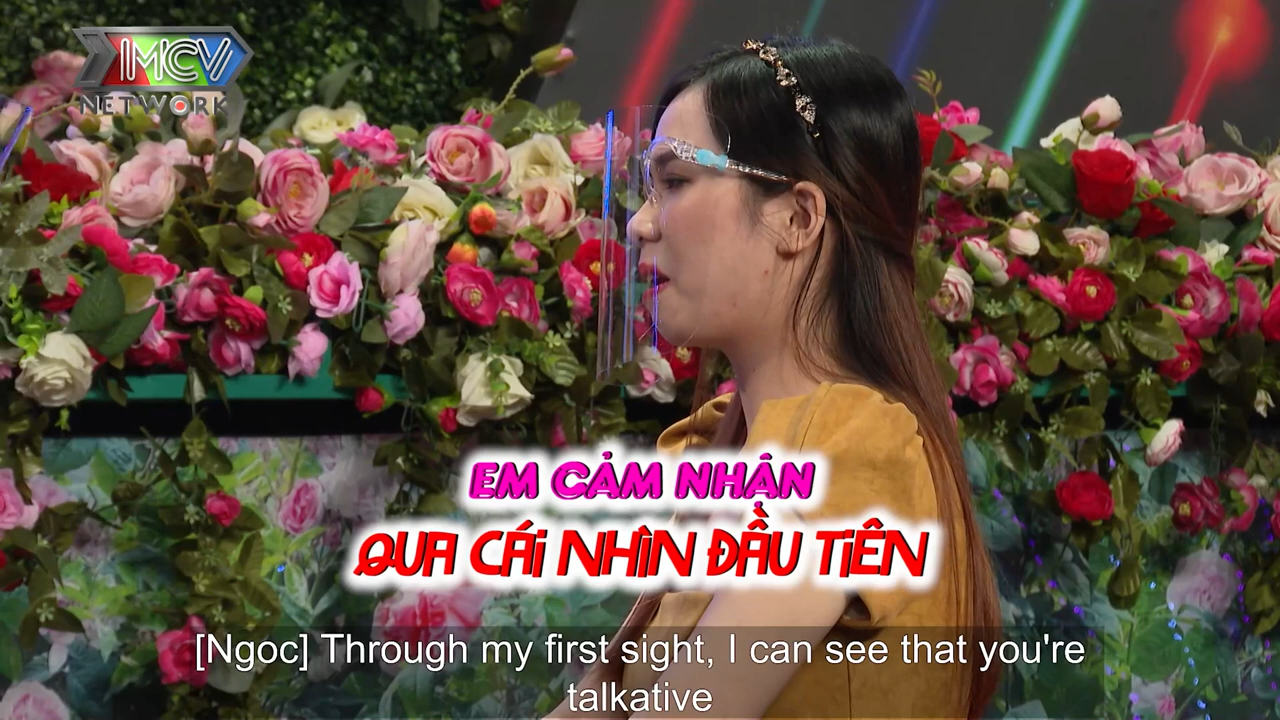 MCV
NETWORK
EM CẢM NHẬN
QUA CÁI NHÌN ĐẦU TIÊN
[Ngoc] Through my first sight, I can see that you're
talkative